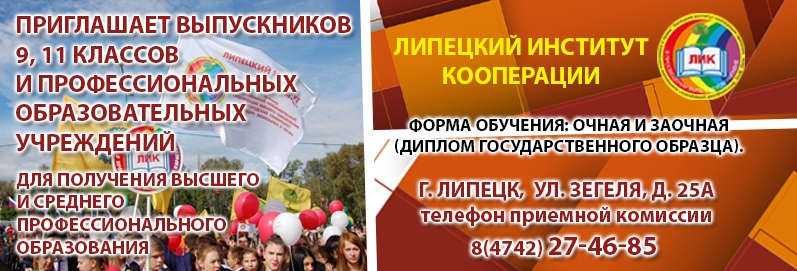 ПРИГЛАШАЕТ ВЫПУСКНИКОВ
9, 11 КЛАССОВ
И ПРОФЕССИОНАЛЬНЫХ
ОБРАЗОВАТЕЛЬНЫХ
УЧРЕЖДЕНИЙ
ЛИК
ДЛЯ ПОЛУЧЕНИЯ ВЫСШЕГО
И СРЕДНЕГО
ПРОФЕССИОНАЛЬНОГО
ОБРАЗОВАНИЯ
ЛИПЕЦКИЙ ИНСТИТУТ
КООПЕРАЦИИ
ЛИК
ФОРМА ОБУЧЕНИЯ: ОЧНАЯ И ЗАОЧНАЯ
(ДИПЛОМ ГОСУДАРСТВЕННОГО ОБРАЗЦА).
Г. ЛИПЕЦК, УЛ. ЗЕГЕЛЯ, Д. 25А
телефон приемной комиссии
8(4742) 27-46-85